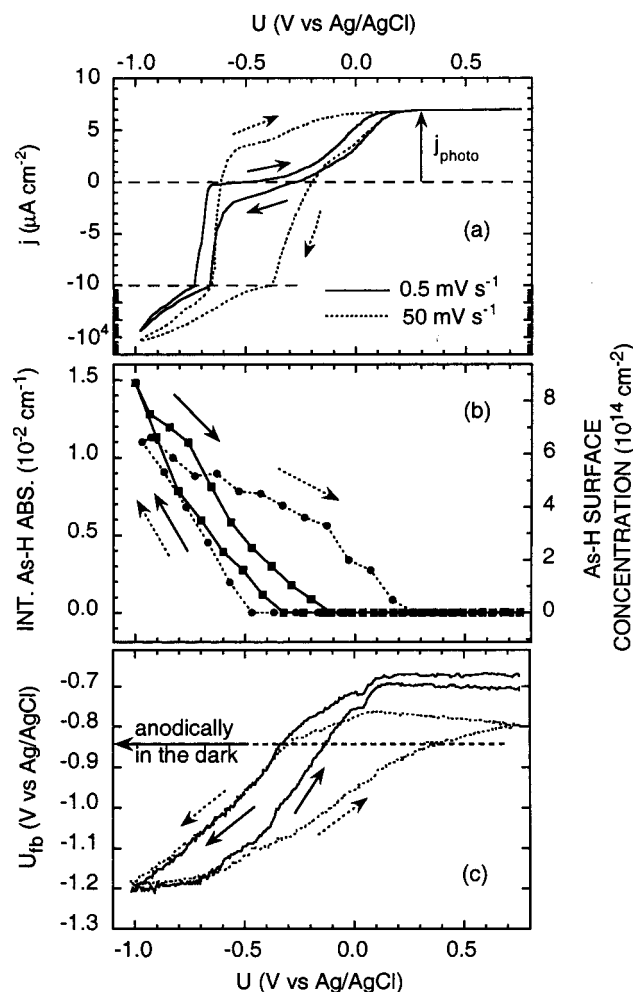 U (V vs Ag/AgCl)
-1.0 -0.5 0.0 0.5
10
5
0
-5
-10
-10⁴
j (μA cm⁻²)
j_photo
(a)
0.5 mV s⁻¹
50 mV s⁻¹
1.5
1.0
0.5
0.0
INT. As-H ABS. (10⁻² cm⁻¹)
(b)
8
6
4
2
0
As-H SURFACE
CONCENTRATION (10¹⁴ cm⁻²)
-0.7
-0.8
-0.9
-1.0
-1.1
-1.2
-1.3
U_fb (V vs Ag/AgCl)
anodically
in the dark
(c)
-1.0 -0.5 0.0 0.5
U (V vs Ag/AgCl)